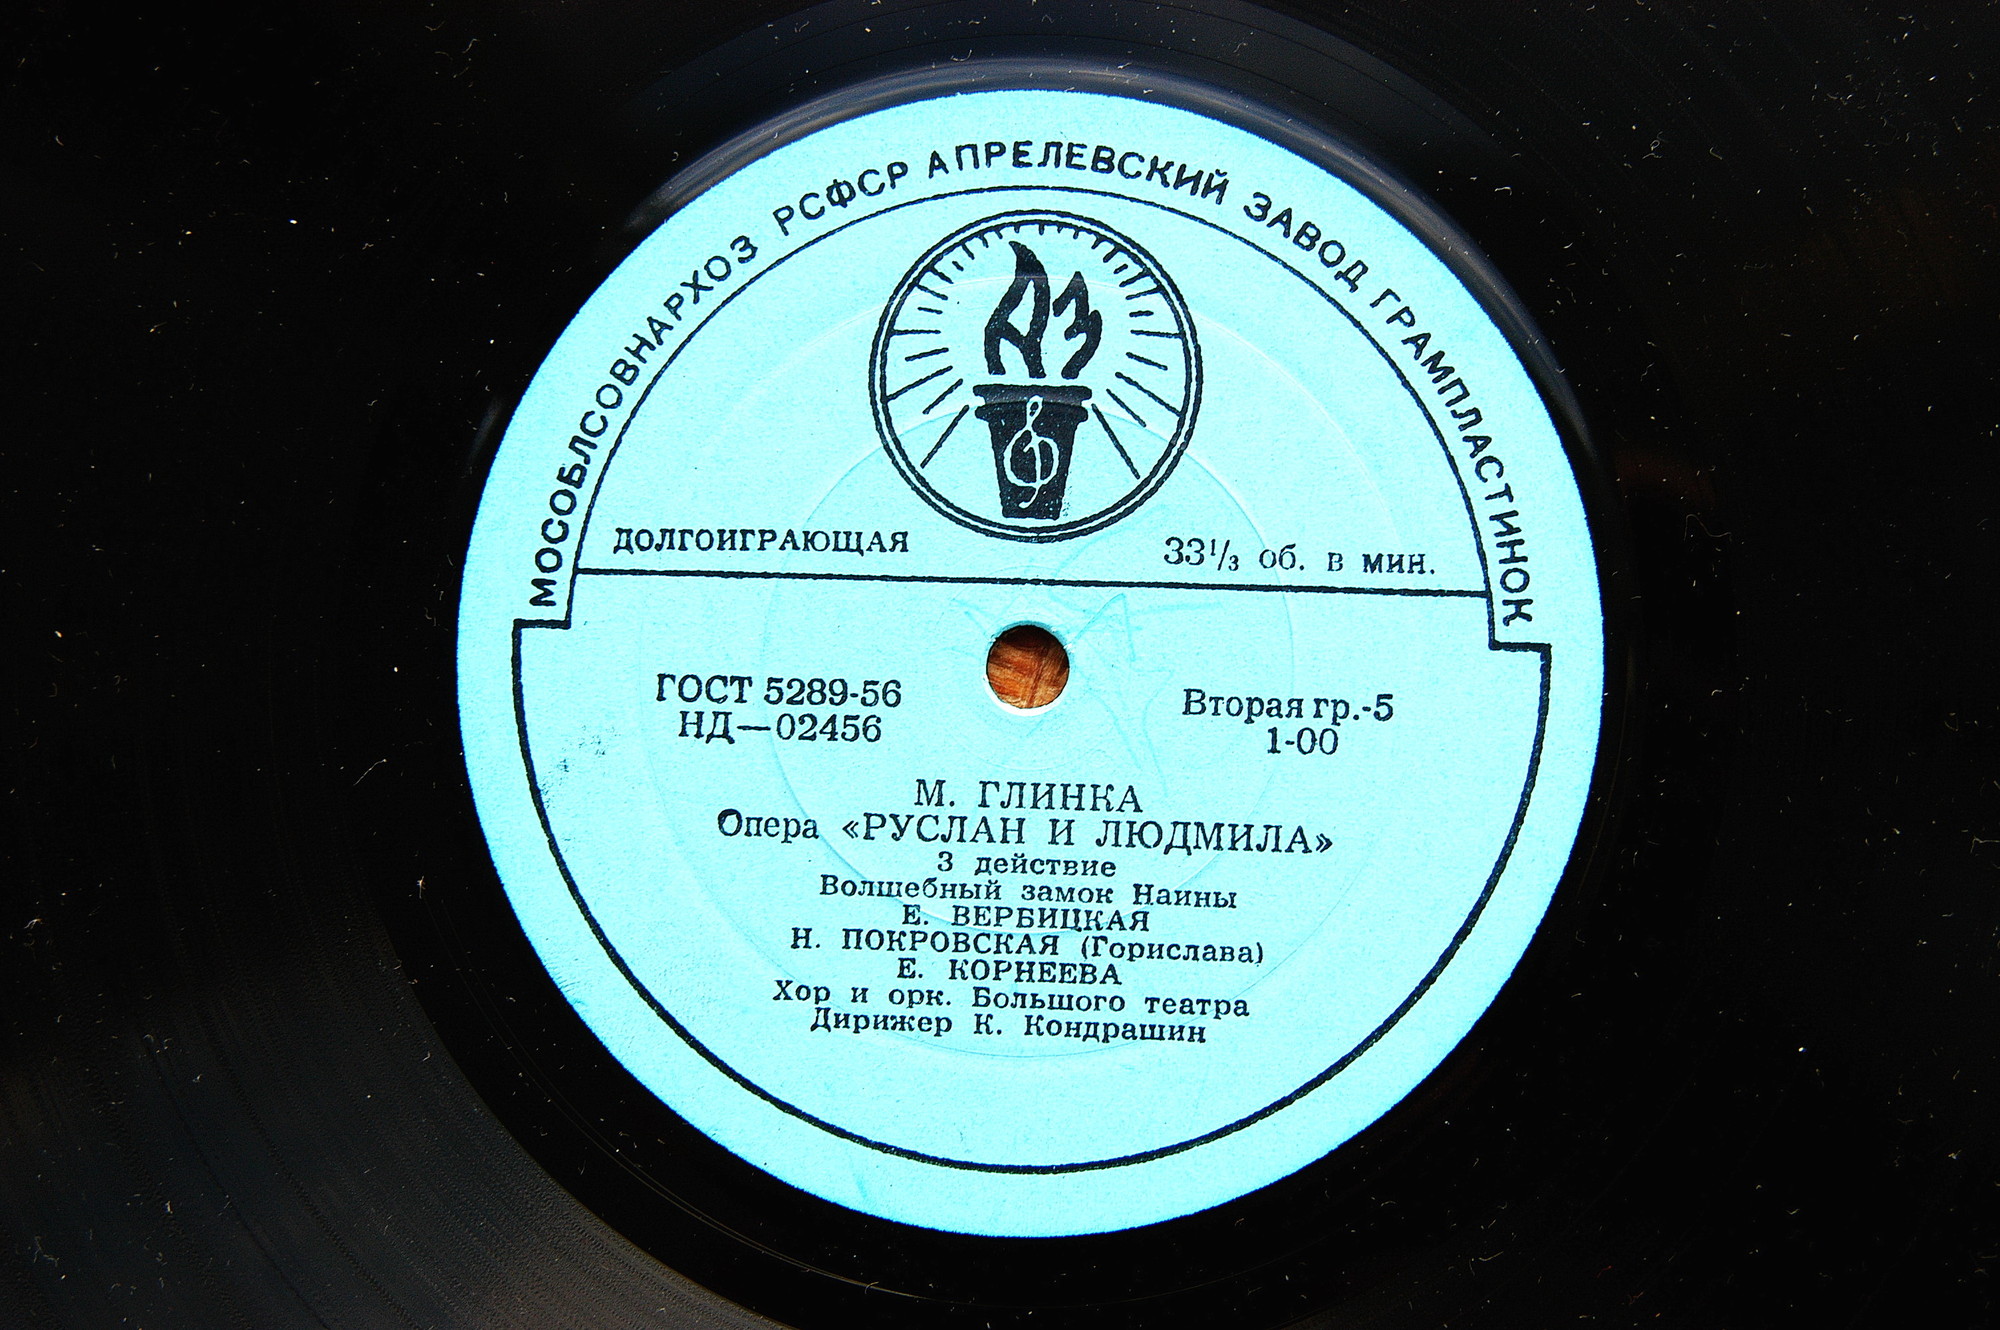 МОСОБЛСОВНАРХОЗ РСФСР АПРЕЛЕВСКИЙ ЗАВОД ГРАМПЛАСТИНОК
АЗ
ДОЛГОИГРАЮЩАЯ 33⅓ об. в мин.
ГОСТ 5289-56 Вторая гр.-5
НД—02456 1-00
М. ГЛИНКА
Опера «РУСЛАН И ЛЮДМИЛА»
3 действие
Волшебный замок Наины
Е. ВЕРБИЦКАЯ
Н. ПОКРОВСКАЯ (Горислава)
Е. КОРНЕЕВА
Хор и орк. Большого театра
Дирижер К. Кондрашин